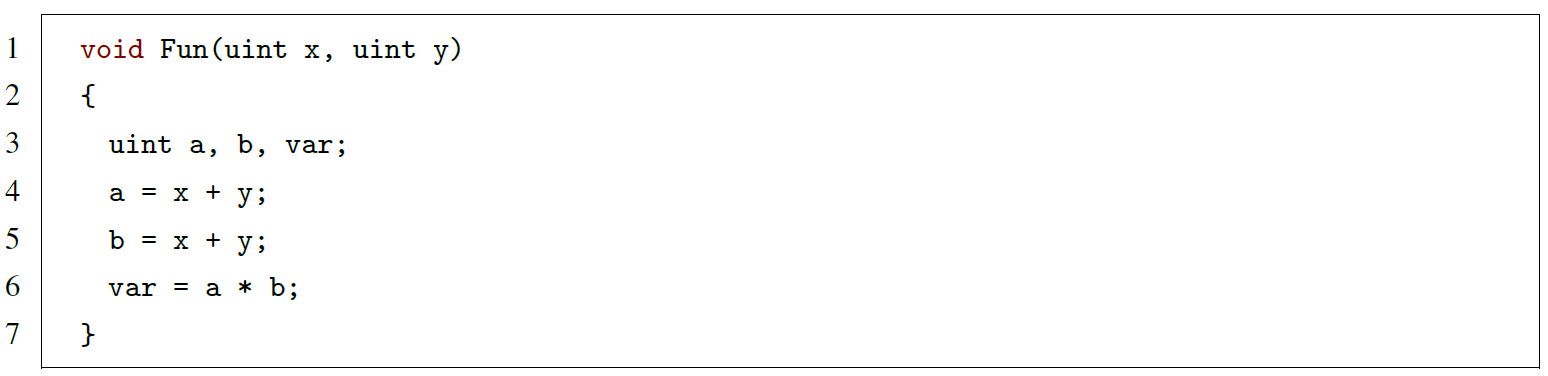 1 void Fun(uint x, uint y)
2 {
3 uint a, b, var;
4 a = x + y;
5 b = x + y;
6 var = a * b;
7 }